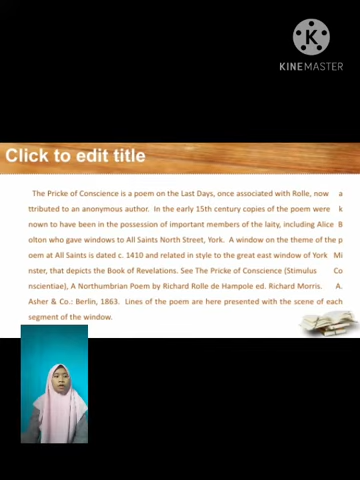 K
KINEMASTER
Click to edit title
The Pricke of Conscience is a poem on the Last Days, once associated with Rolle, now a
ttributed to an anonymous author. In the early 15th century copies of the poem were k
nown to have been in the possession of important members of the laity, including Alice B
olton who gave windows to All Saints North Street, York. A window on the theme of the p
oem at All Saints is dated c. 1410 and related in style to the great east window of York Mi
nster, that depicts the Book of Revelations. See The Pricke of Conscience (Stimulus Co
nscientiae), A Northumbrian Poem by Richard Rolle de Hampole ed. Richard Morris. A.
Asher & Co.: Berlin, 1863. Lines of the poem are here presented with the scene of each
segment of the window.